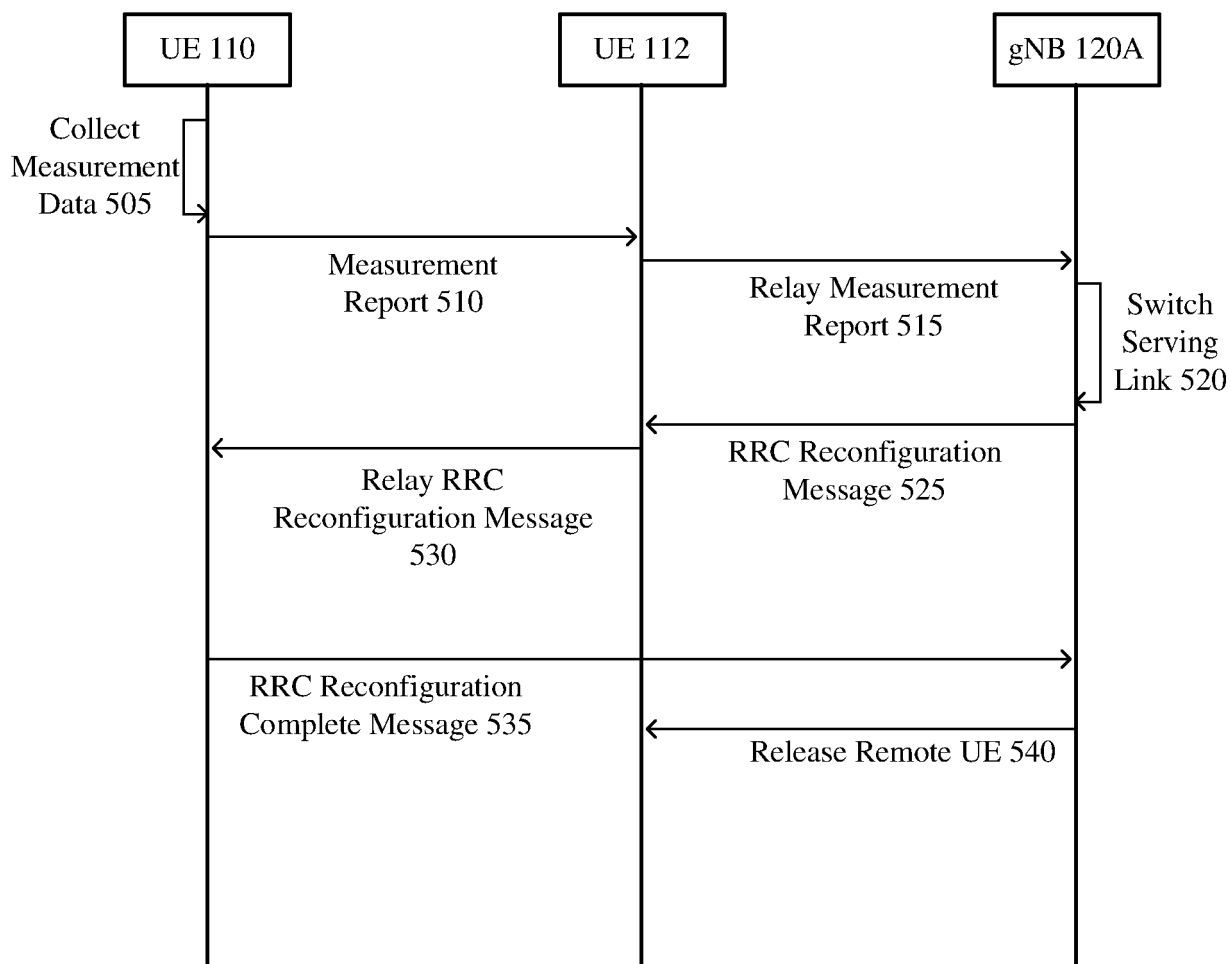 UE 110
UE 112
gNB 120A
Collect
Measurement
Data 505
Measurement
Report 510
Relay Measurement
Report 515
Switch
Serving
Link 520
RRC Reconfiguration
Message 525
Relay RRC
Reconfiguration Message
530
RRC Reconfiguration
Complete Message 535
Release Remote UE 540